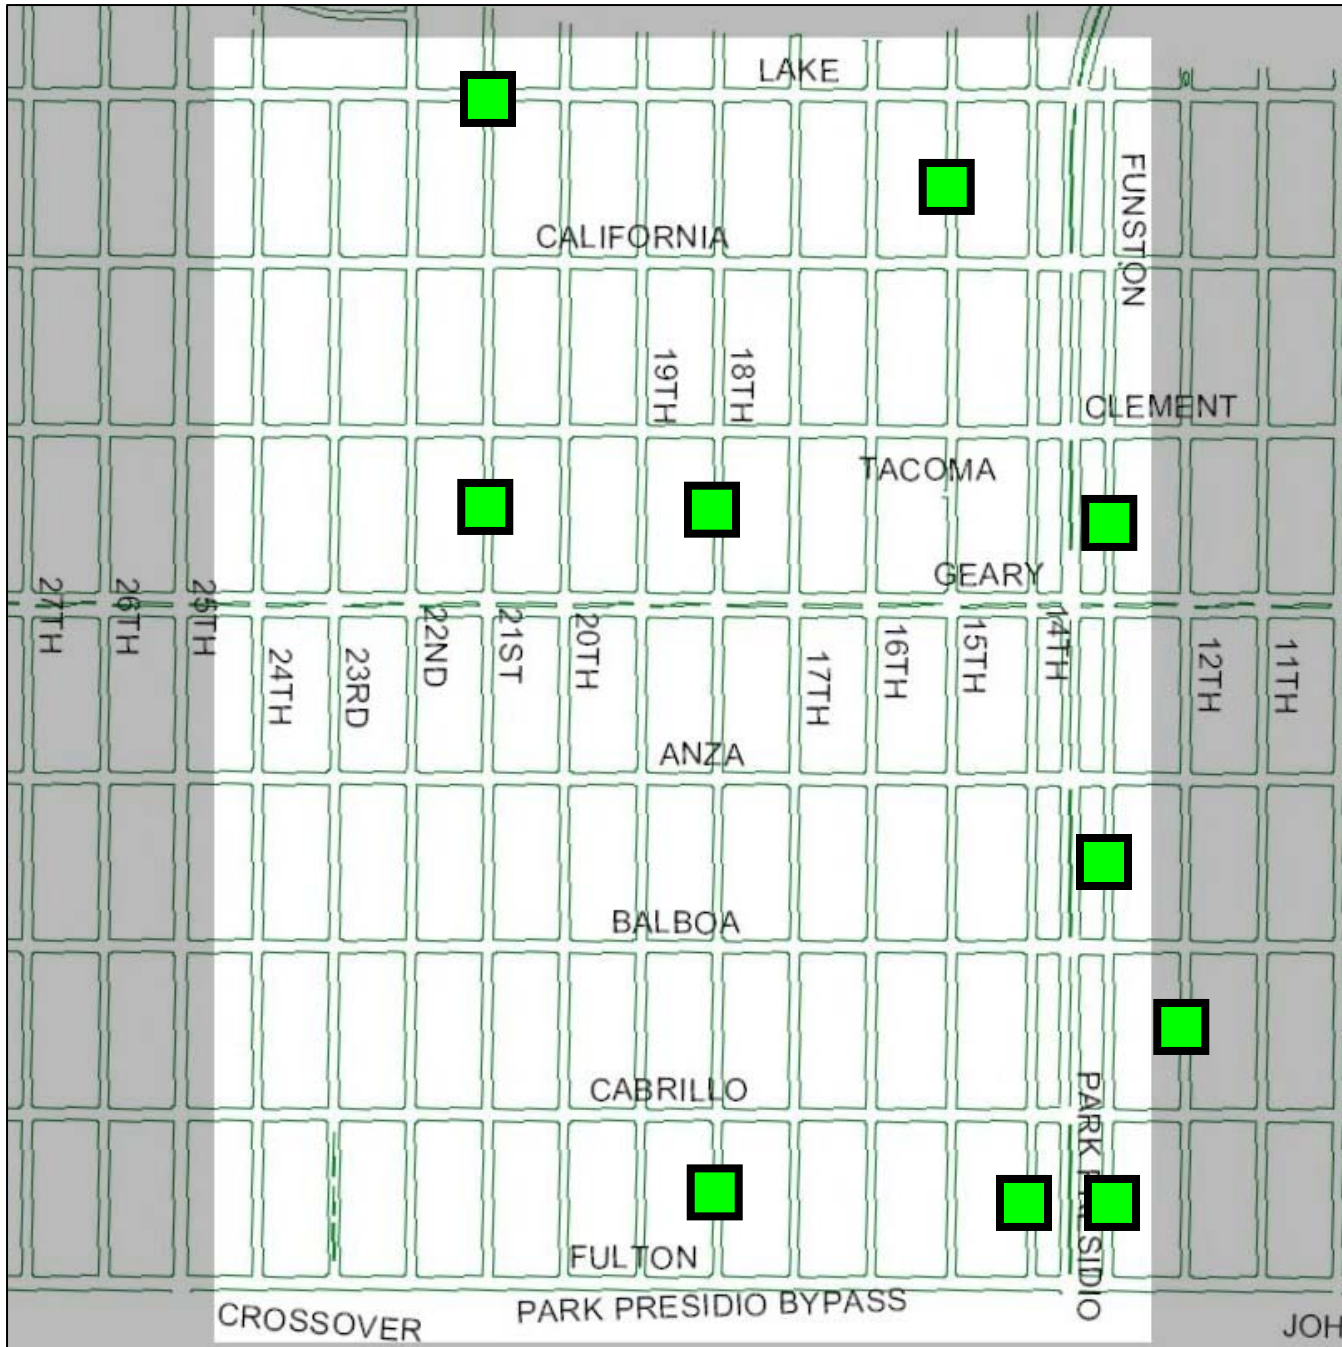 LAKE
FUNSTON
CALIFORNIA
19TH
18TH
CLEMENT
TACOMA
GEARY
27TH
26TH
25TH
24TH
23RD
22ND
21ST
20TH
17TH
16TH
15TH
14TH
12TH
11TH
ANZA
BALBOA
CABRILLO
PARK PRESIDIO
FULTON
PARK PRESIDIO BYPASS
CROSSOVER
JOH